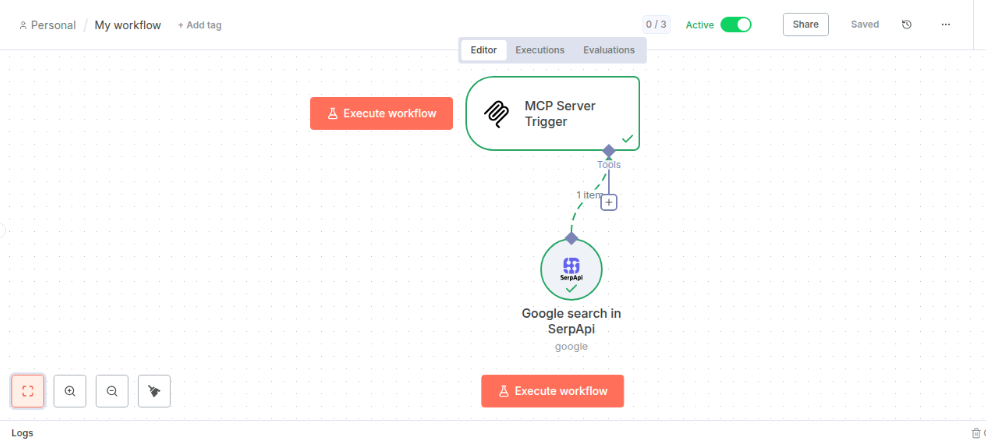 Personal / My workflow + Add tag 0 / 3 Active Share Saved ...
Editor Executions Evaluations
Execute workflow
MCP Server
Trigger
Tools
1 item
SerpApi
Google search in
SerpApi
google
Execute workflow
Logs